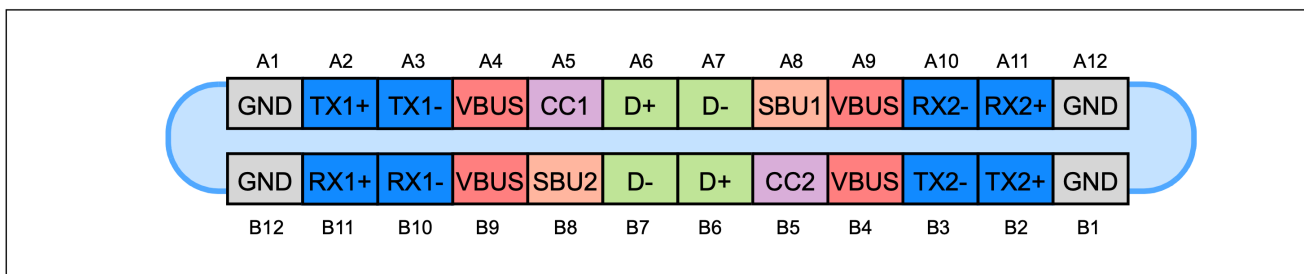 A1 A2 A3 A4 A5 A6 A7 A8 A9 A10 A11 A12
GND TX1+ TX1- VBUS CC1 D+ D- SBU1 VBUS RX2- RX2+ GND
GND RX1+ RX1- VBUS SBU2 D- D+ CC2 VBUS TX2- TX2+ GND
B12 B11 B10 B9 B8 B7 B6 B5 B4 B3 B2 B1